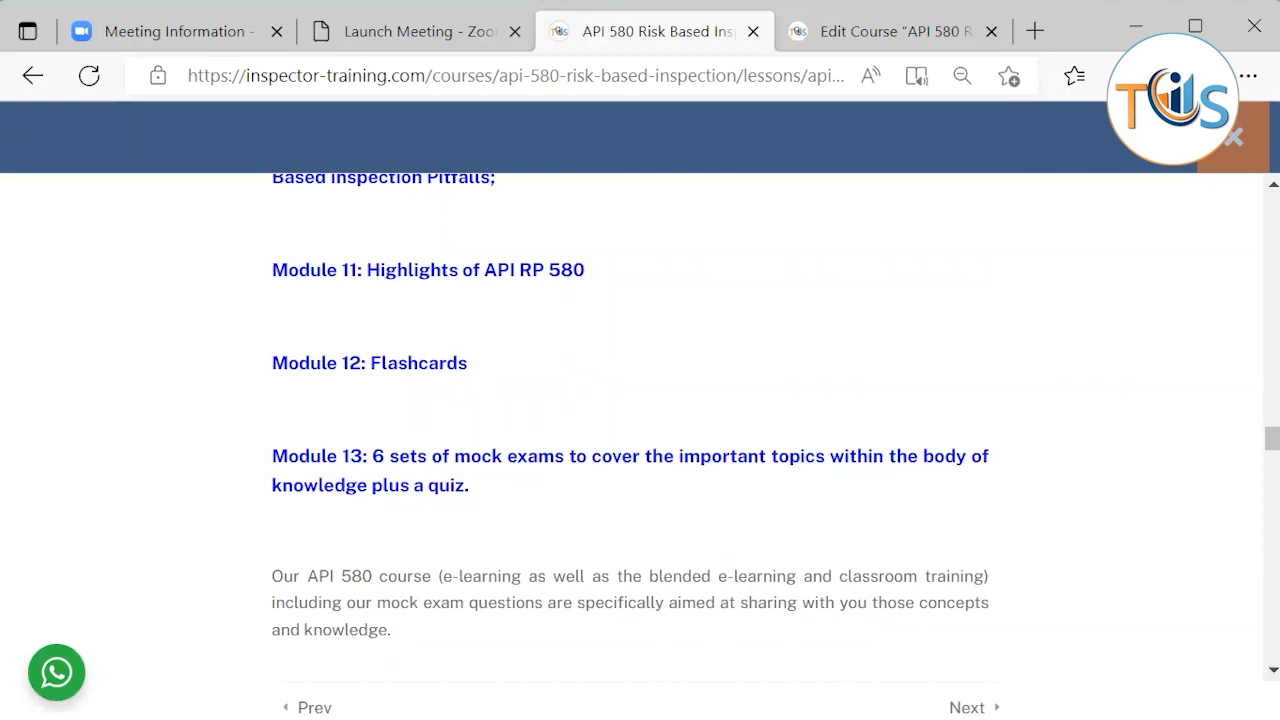 Meeting Information -
Launch Meeting - Zoo
API 580 Risk Based Ins
Edit Course "API 580 R
https://inspector-training.com/courses/api-580-risk-based-inspection/lessons/api...
TIS
Based Inspection Pitfalls;
Module 11: Highlights of API RP 580
Module 12: Flashcards
Module 13: 6 sets of mock exams to cover the important topics within the body of
knowledge plus a quiz.
Our API 580 course (e-learning as well as the blended e-learning and classroom training)
including our mock exam questions are specifically aimed at sharing with you those concepts
and knowledge.
Prev
Next